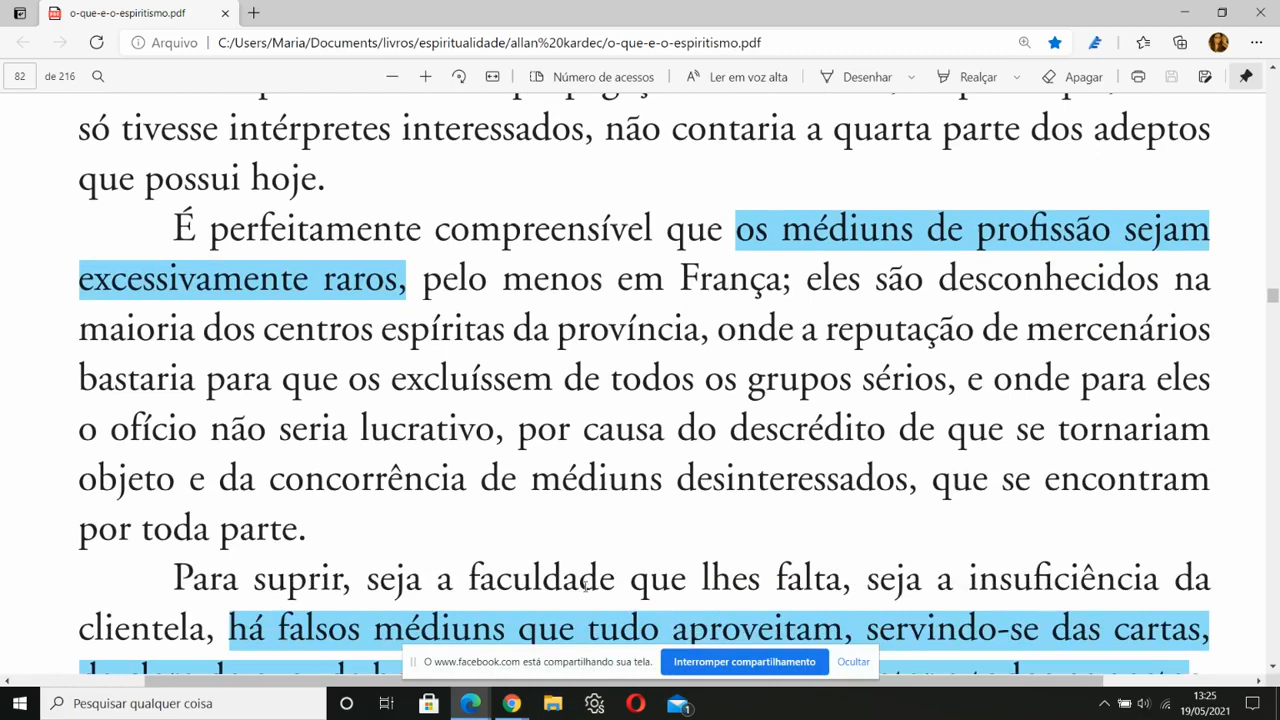 o-que-e-o-espiritismo.pdf
Arquivo C:/Users/Maria/Documents/livros/espiritualidade/allan%20kardec/o-que-e-o-espiritismo.pdf
82 de 216 Número de acessos Ler em voz alta Desenhar Realçar Apagar
só tivesse intérpretes interessados, não contaria a quarta parte dos adeptos
que possui hoje.
É perfeitamente compreensível que os médiuns de profissão sejam
excessivamente raros, pelo menos em França; eles são desconhecidos na
maioria dos centros espíritas da província, onde a reputação de mercenários
bastaria para que os excluíssem de todos os grupos sérios, e onde para eles
o ofício não seria lucrativo, por causa do descrédito de que se tornariam
objeto e da concorrência de médiuns desinteressados, que se encontram
por toda parte.
Para suprir, seja a faculdade que lhes falta, seja a insuficiência da
clientela, há falsos médiuns que tudo aproveitam, servindo-se das cartas,
O www.facebook.com está compartilhando sua tela. Interromper compartilhamento Ocultar
Pesquisar qualquer coisa
1
13:25
19/05/2021